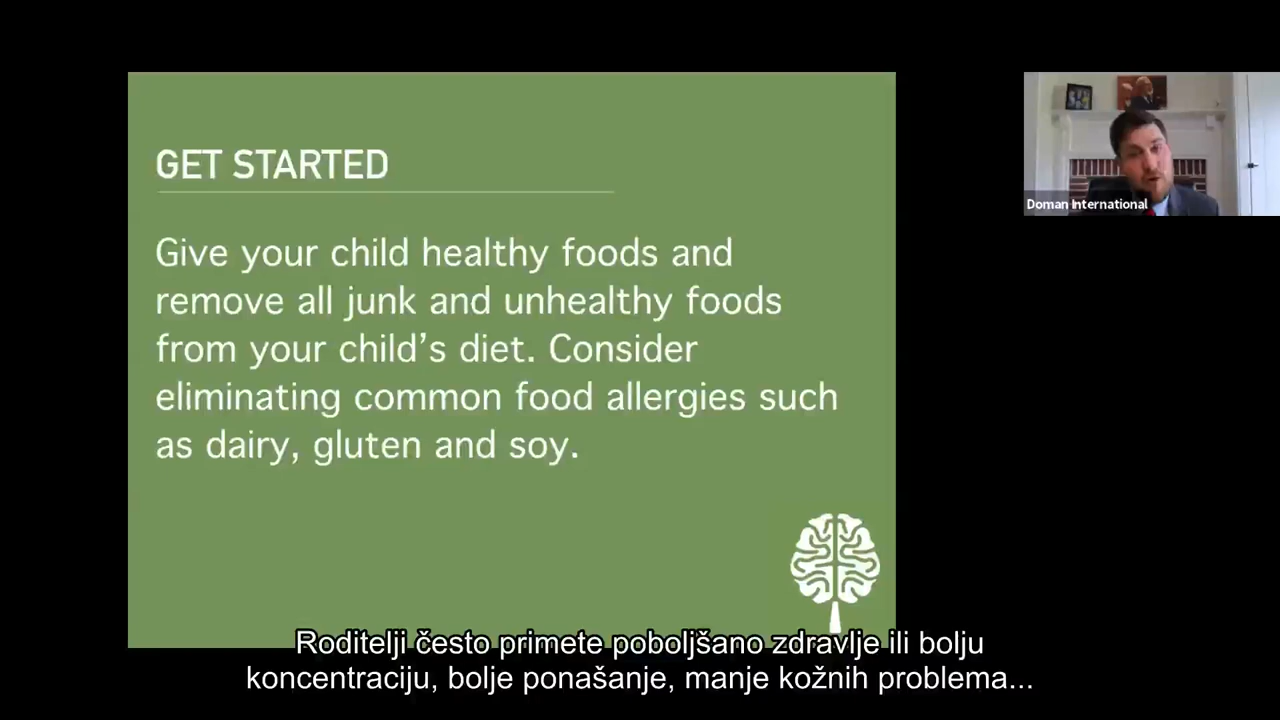 GET STARTED
Give your child healthy foods and
remove all junk and unhealthy foods
from your child’s diet. Consider
eliminating common food allergies such
as dairy, gluten and soy.
Doman International
Roditelji često primete poboljšano zdravlje ili bolju
koncentraciju, bolje ponašanje, manje kožnih problema...